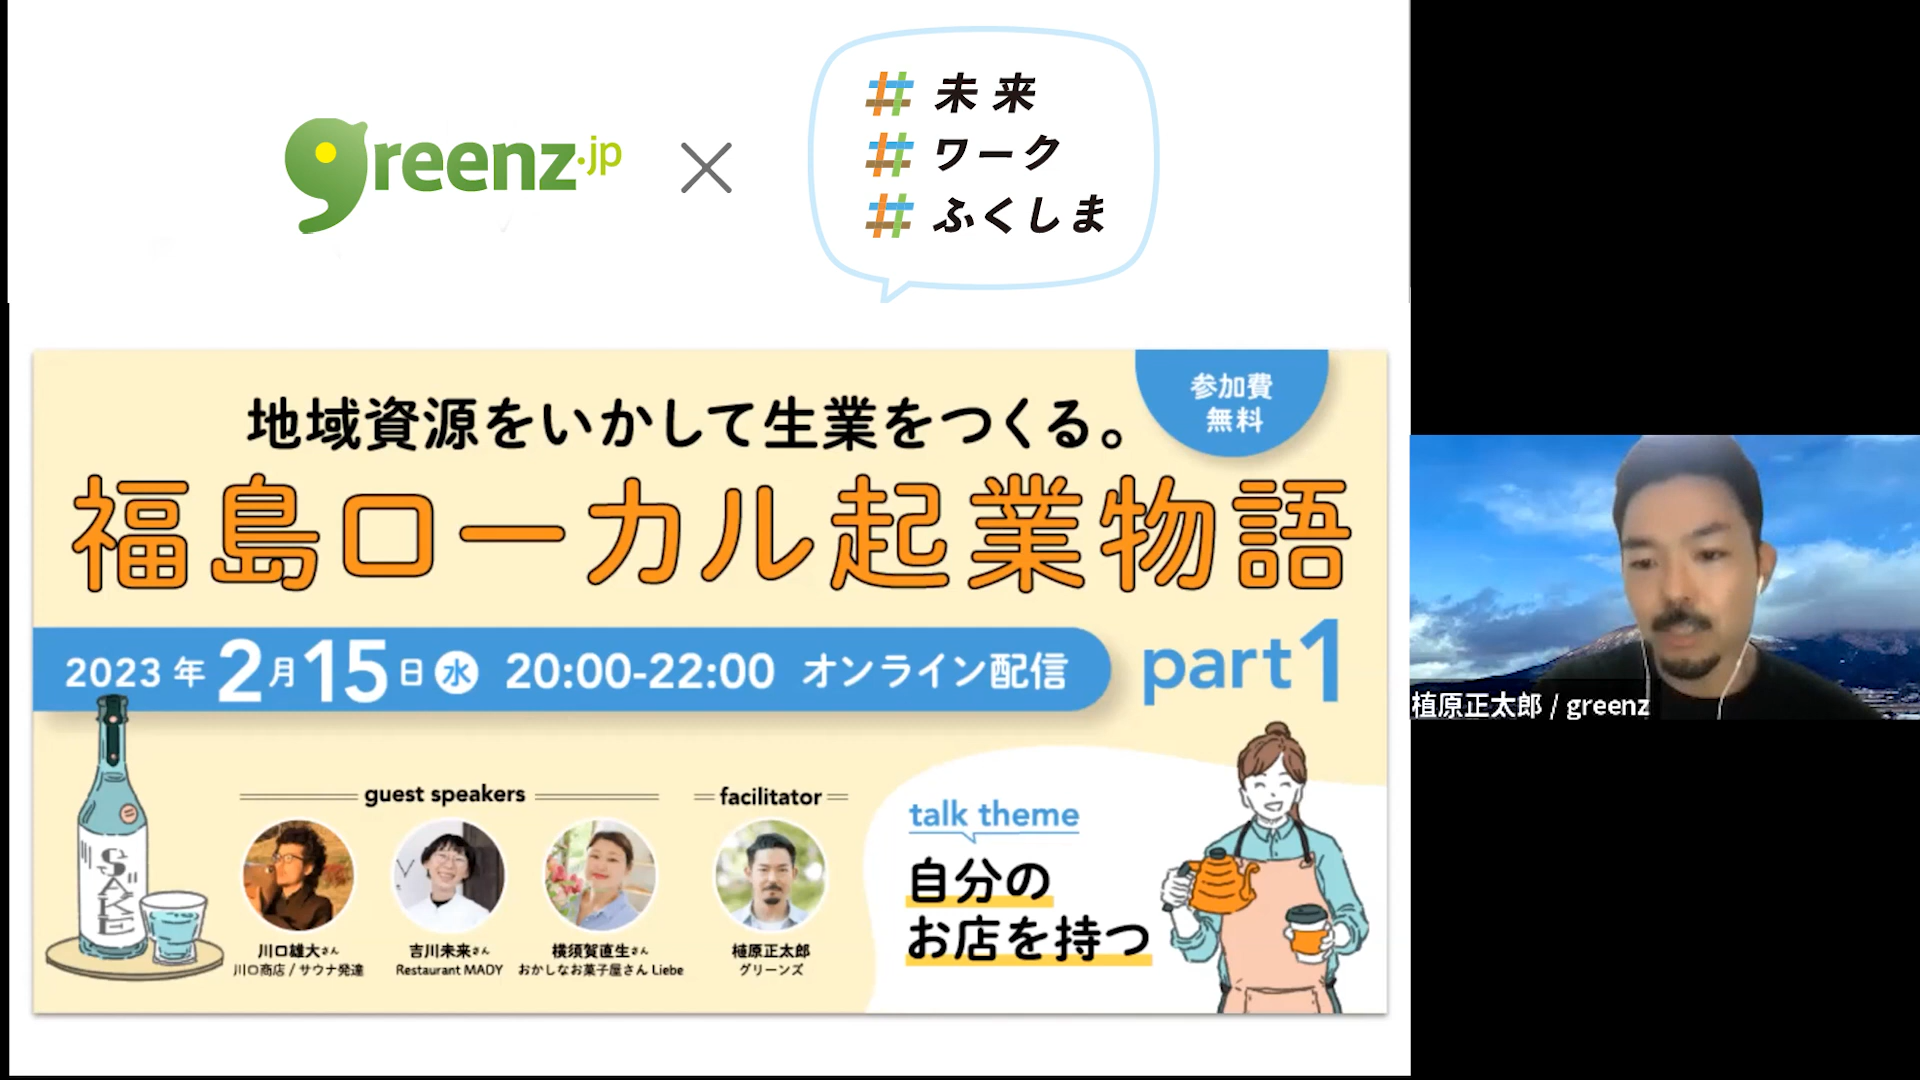 greenz.jp
#未来
#ワーク
#ふくしま
参加費
無料
地域資源をいかして生業をつくる。
福島ローカル起業物語
2023年2月15日水 20:00-22:00 オンライン配信
part1
guest speakers
facilitator
talk theme
自分の
お店を持つ
SAKE
川口雄大さん
川口商店 / サウナ発達
吉川未来さん
Restaurant MADY
横須賀直生さん
おかしなお菓子屋さん Liebe
植原正太郎
グリーンズ
植原正太郎 / greenz